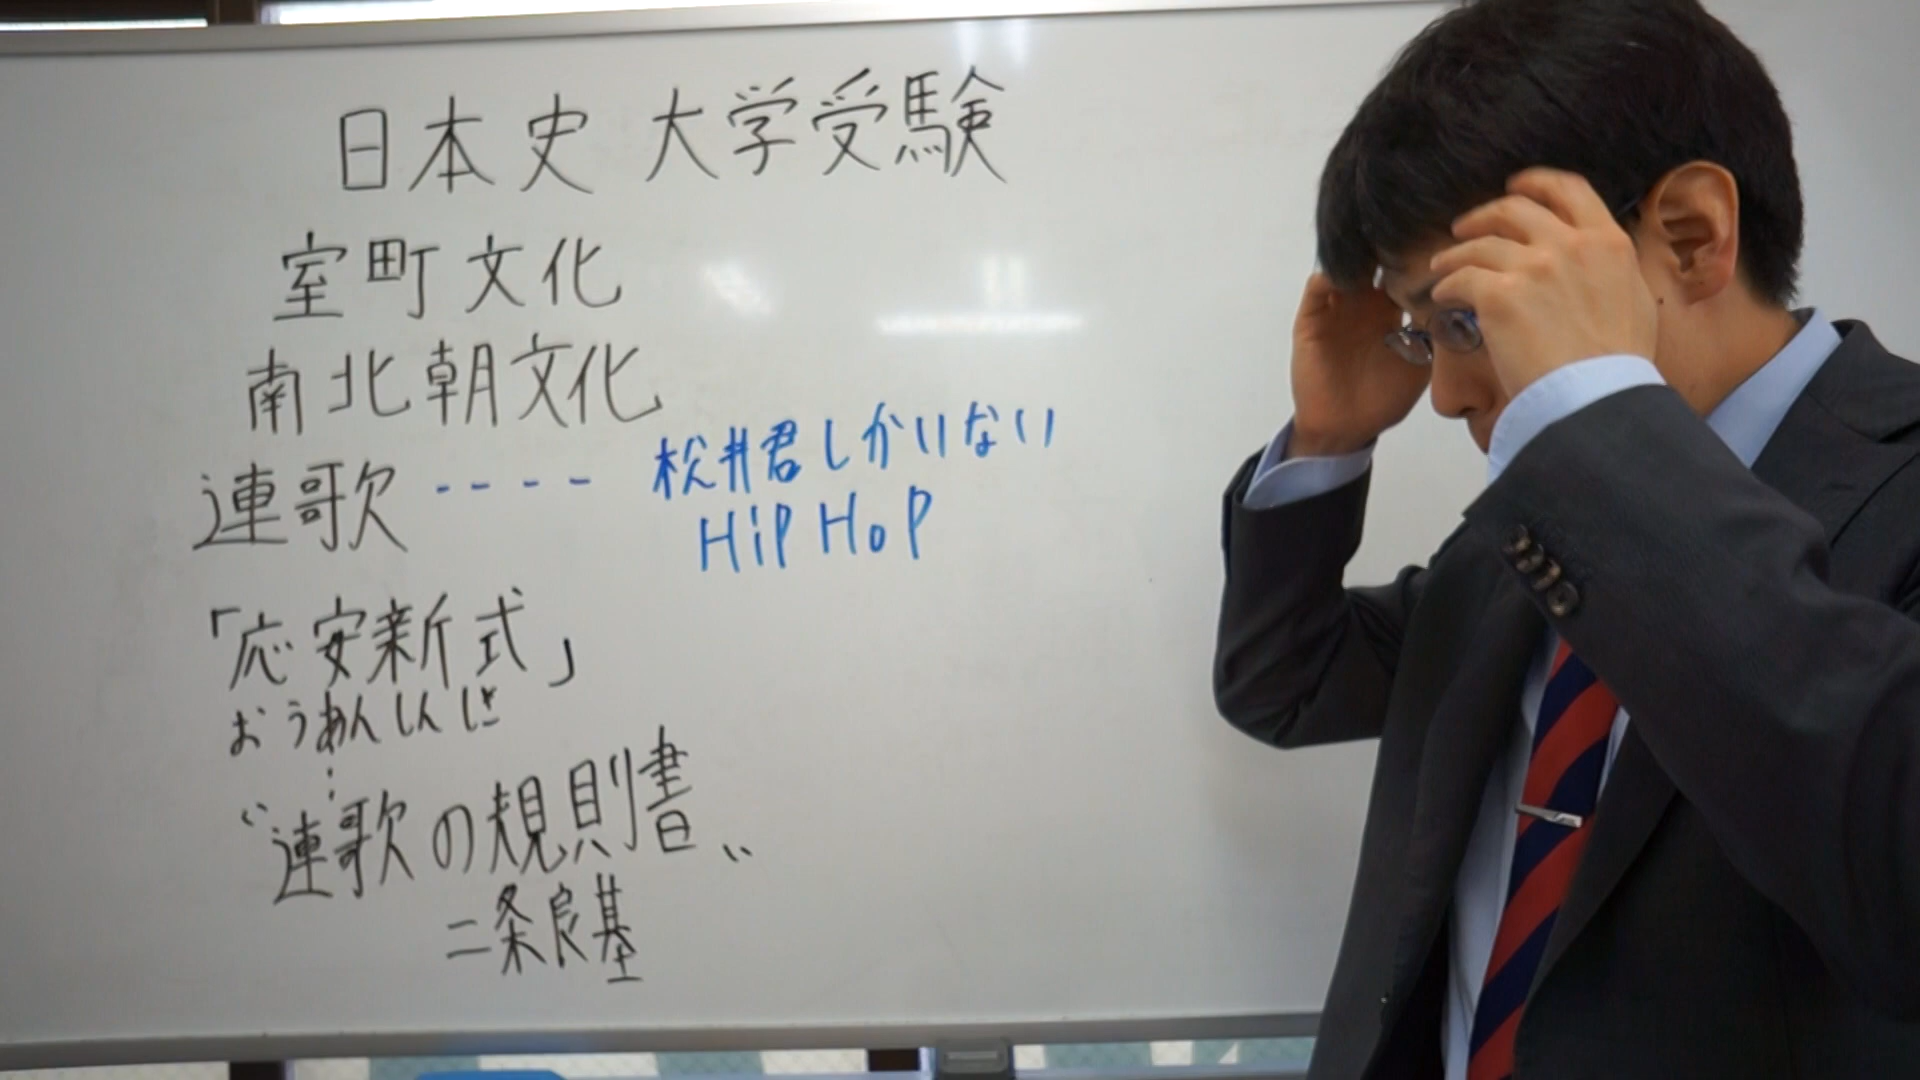 日本史 大学受験
室町文化
南北朝文化
連歌 ---- 松井君しかいない
HipHop
「応安新式」
おうあんしんしき
“連歌の規則書”
二条良基